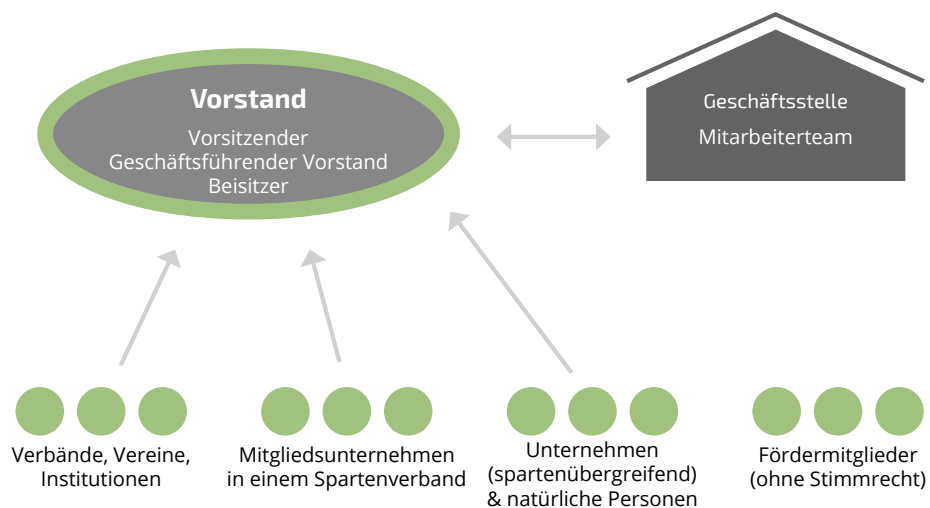 Vorstand
Vorsitzender
Geschäftsführender Vorstand
Beisitzer
Geschäftsstelle
Mitarbeiterteam
Verbände, Vereine,
Institutionen
Mitgliedsunternehmen
in einem Spartenverband
Unternehmen
(spartenübergreifend)
& natürliche Personen
Fördermitglieder
(ohne Stimmrecht)